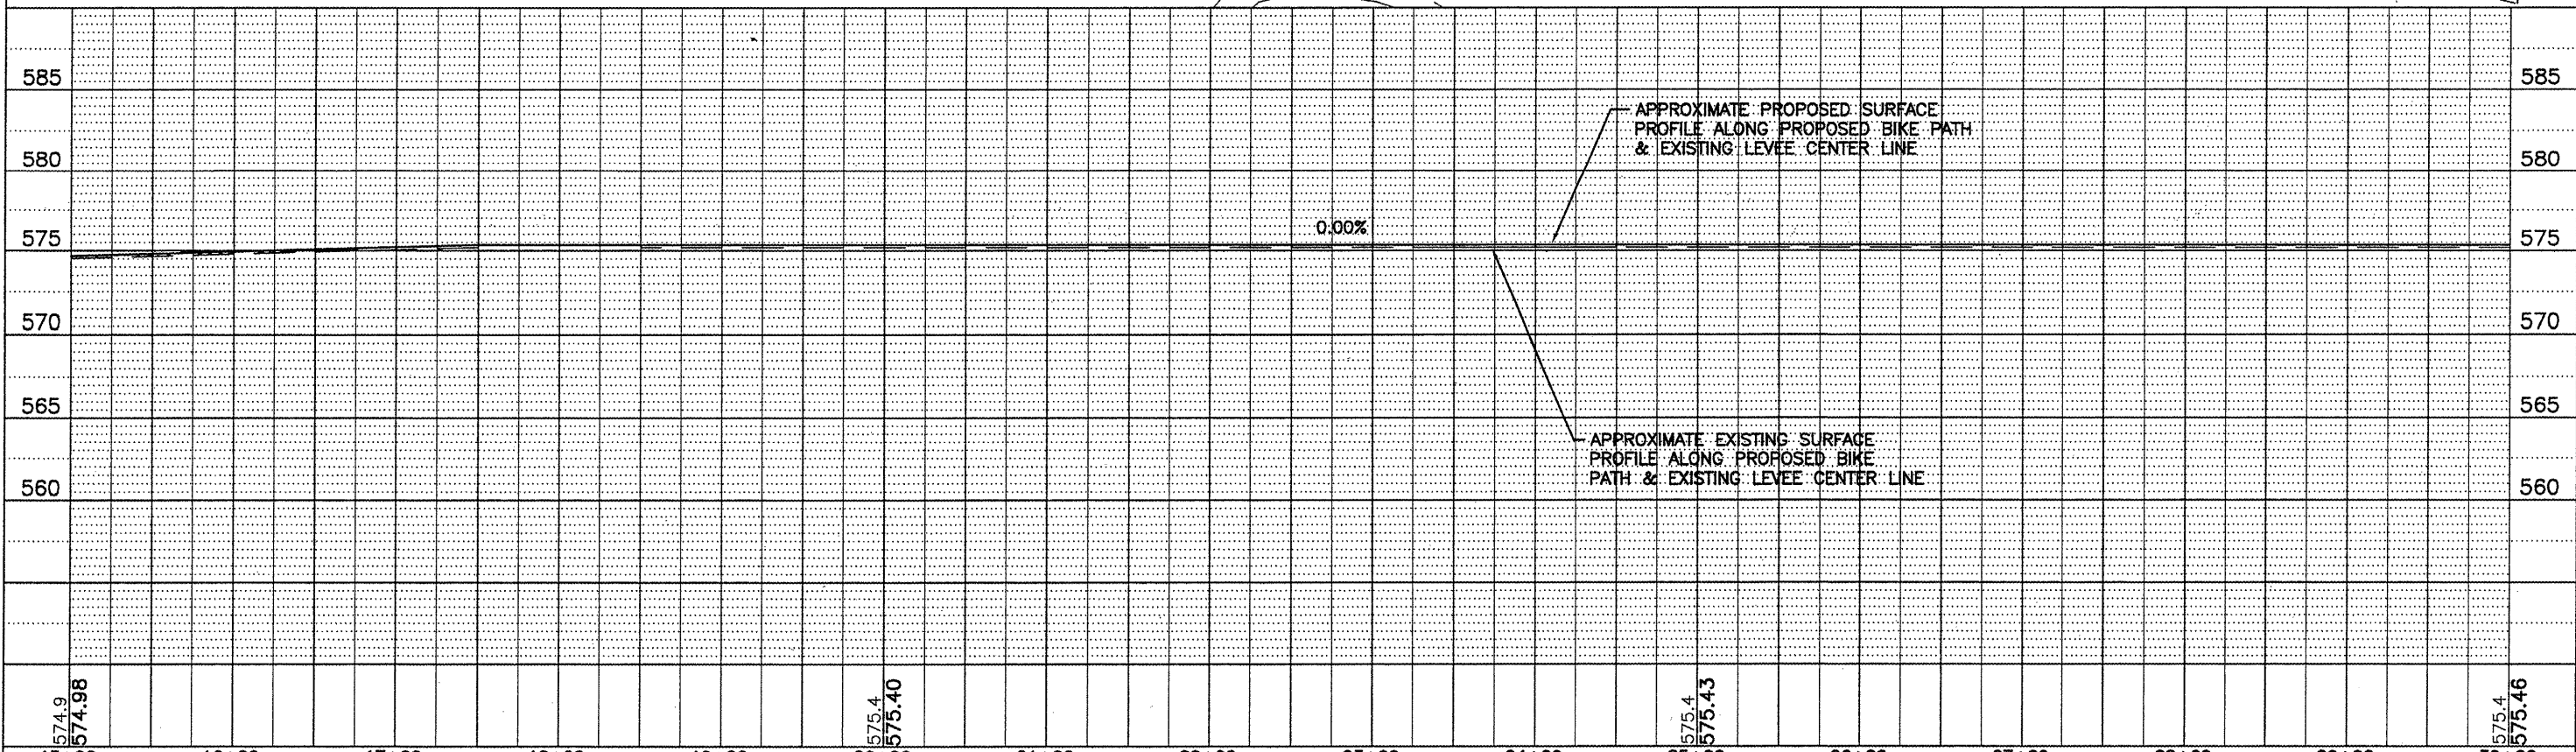 585 585
APPROXIMATE PROPOSED SURFACE
PROFILE ALONG PROPOSED BIKE PATH
& EXISTING LEVEE CENTER LINE
580 580
0.00%
575 575
570 570
565 565
APPROXIMATE EXISTING SURFACE
PROFILE ALONG PROPOSED BIKE
PATH & EXISTING LEVEE CENTER LINE
560 560
574.9
574.98
575.4
575.40
575.4
575.43
575.4
575.46